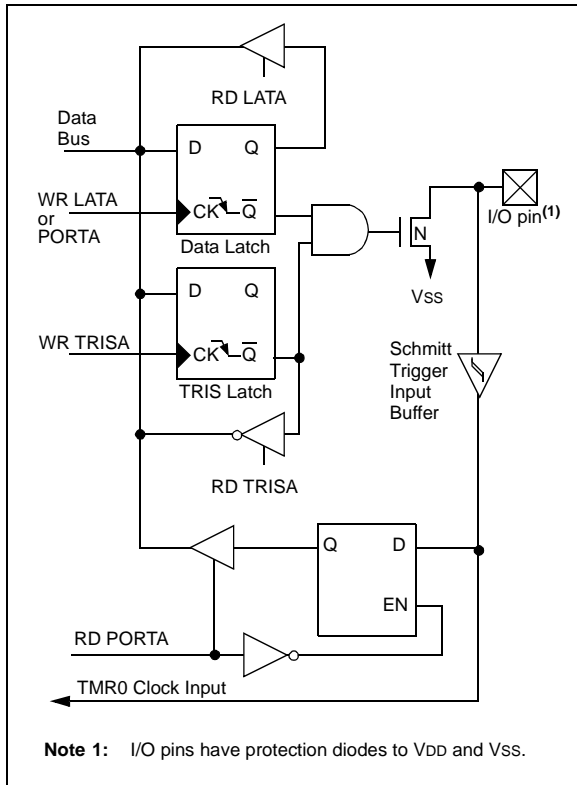 RD LATA
Data
Bus
D Q
WR LATA
or
PORTA
CK Q̅
Data Latch
I/O pin(1)
N
VSS
D Q
WR TRISA
CK Q̅
TRIS Latch
Schmitt
Trigger
Input
Buffer
RD TRISA
Q D
EN
RD PORTA
TMR0 Clock Input
Note 1: I/O pins have protection diodes to VDD and VSS.